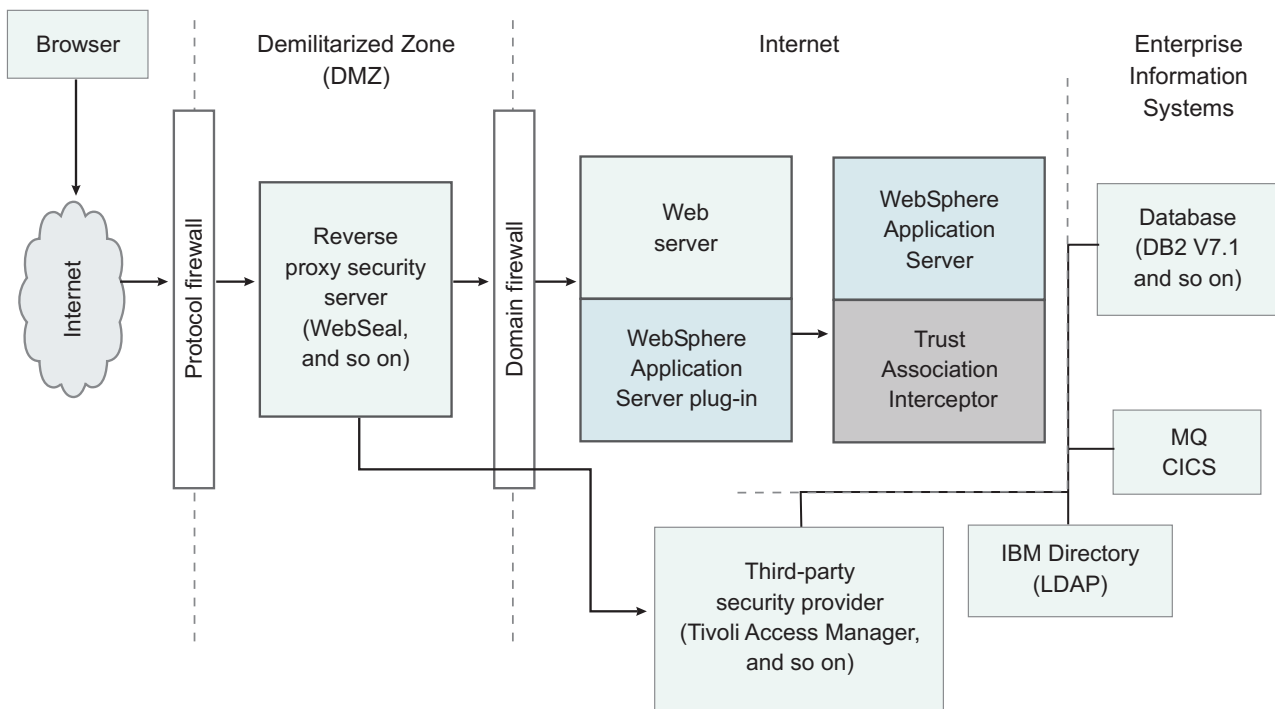 Browser
Demilitarized Zone
(DMZ)
Internet
Enterprise
Information
Systems
Internet
Protocol firewall
Reverse
proxy security
server
(WebSeal,
and so on)
Domain firewall
Web
server
WebSphere
Application
Server plug-in
WebSphere
Application
Server
Trust
Association
Interceptor
Database
(DB2 V7.1
and so on)
MQ
CICS
IBM Directory
(LDAP)
Third-party
security provider
(Tivoli Access Manager,
and so on)